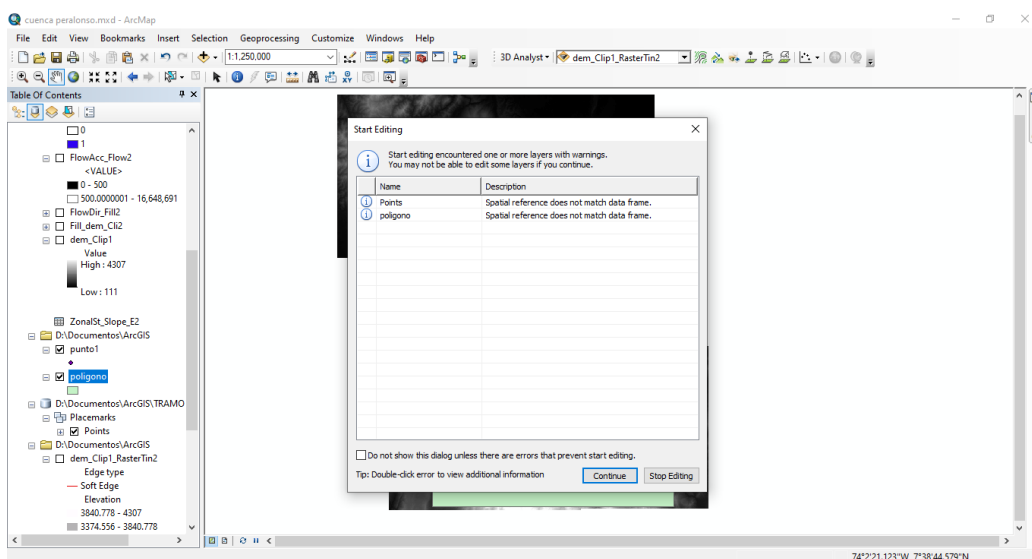 cuenca peralonso.mxd - ArcMap
File Edit View Bookmarks Insert Selection Geoprocessing Customize Windows Help
1:1,250,000
3D Analyst dem_Clip1_RasterTin2
Table Of Contents
0
1
FlowAcc_Flow2
<VALUE>
0 - 500
500.0000001 - 16,648,691
FlowDir_Fill2
Fill_dem_Cli2
dem_Clip1
Value
High : 4307
Low : 111
ZonalSt_Slope_E2
D:\Documentos\ArcGIS
punto1
poligono
D:\Documentos\ArcGIS\TRAMO
Placemarks
Points
D:\Documentos\ArcGIS
dem_Clip1_RasterTin2
Edge type
Soft Edge
Elevation
3840.778 - 4307
3374.556 - 3840.778
Start Editing
Start editing encountered one or more layers with warnings.
You may not be able to edit some layers if you continue.
Name Description
Points Spatial reference does not match data frame.
poligono Spatial reference does not match data frame.
Do not show this dialog unless there are errors that prevent start editing.
Tip: Double-click error to view additional information
Continue Stop Editing
74°2'21.123"W 7°38'44.579"N